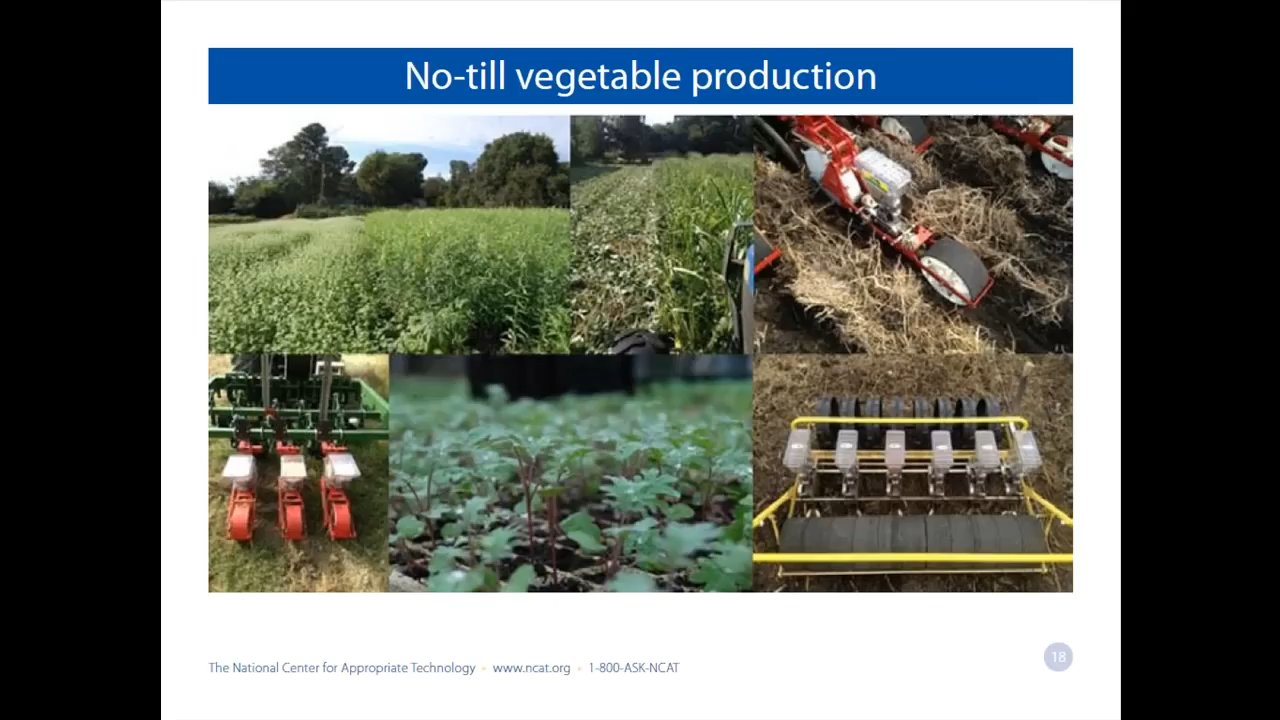 No-till vegetable production
The National Center for Appropriate Technology • www.ncat.org • 1-800-ASK-NCAT
18